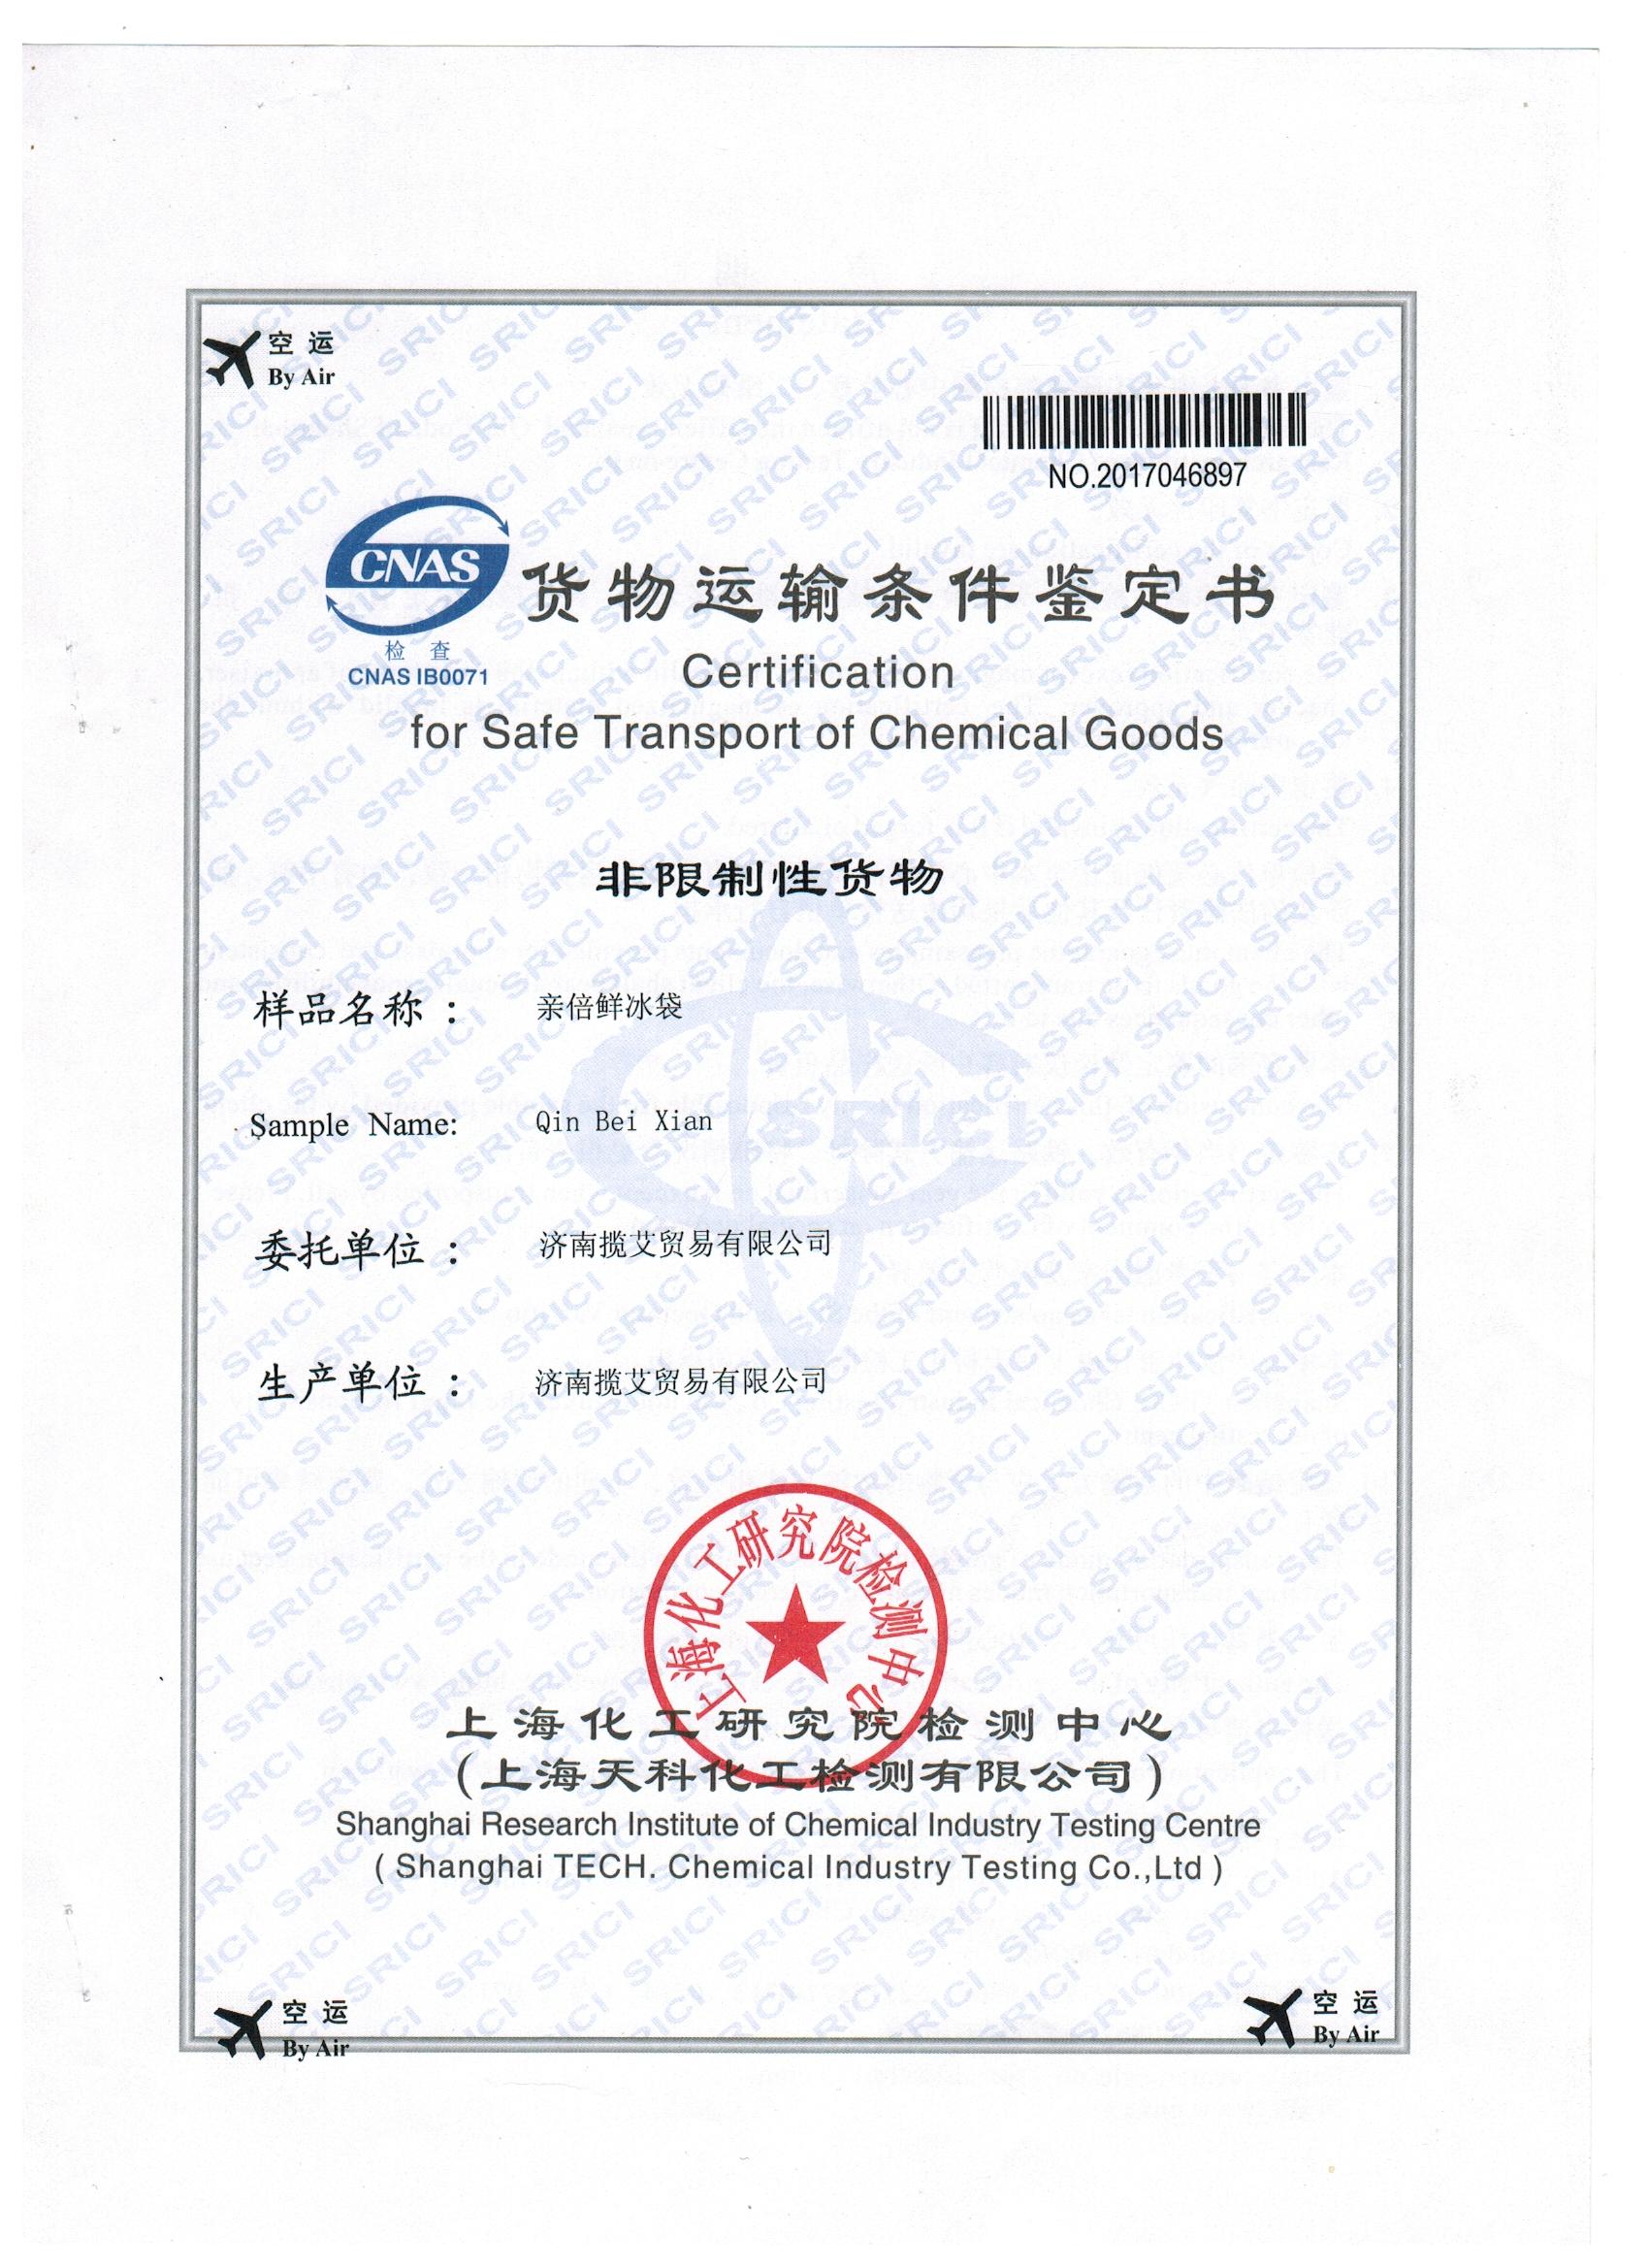 空 运
By Air
NO.2017046897
CNAS
检 查
CNAS IB0071
货物运输条件鉴定书
Certification
for Safe Transport of Chemical Goods
非限制性货物
样品名称 : 亲倍鲜冰袋
Sample Name: Qin Bei Xian
SRICI
委托单位 : 济南揽艾贸易有限公司
生产单位 : 济南揽艾贸易有限公司
上海化工研究院检测中心
上海化工研究院检测中心
(上海天科化工检测有限公司)
Shanghai Research Institute of Chemical Industry Testing Centre
( Shanghai TECH. Chemical Industry Testing Co.,Ltd )
空 运
By Air
空 运
By Air